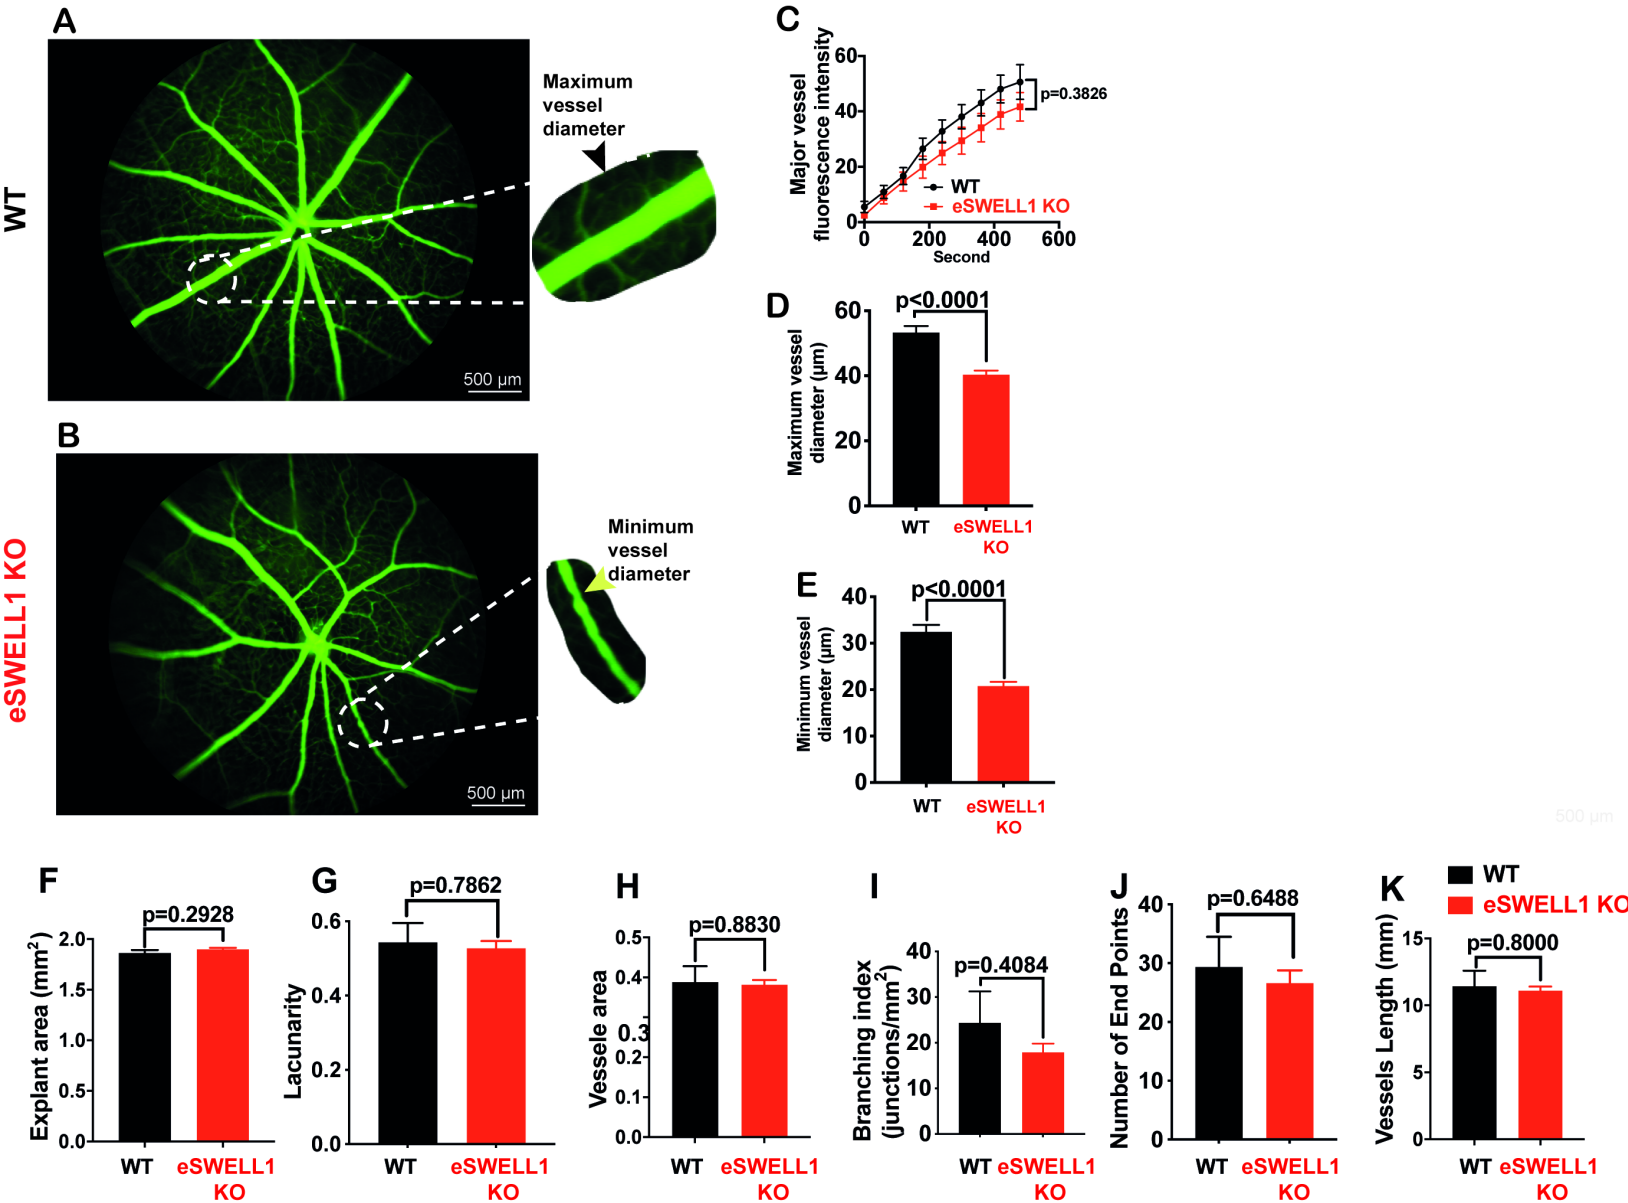 A
WT
Maximum
vessel
diameter
500 µm
B
eSWELL1 KO
Minimum
vessel
diameter
500 µm
C
Major vessel
fluorescence intensity
60
40
20
0
0
200
400
600
Second
p=0.3826
WT
eSWELL1 KO
D
Maximum vessel
diameter (µm)
60
40
20
0
p<0.0001
WT
eSWELL1
KO
E
Minimum vessel
diameter (µm)
40
30
20
10
0
p<0.0001
WT
eSWELL1
KO
500 µm
F
Explant area (mm²)
2.0
1.5
1.0
0.5
0.0
p=0.2928
WT
eSWELL1
KO
G
Lacunarity
0.6
0.4
0.2
0.0
p=0.7862
WT
eSWELL1
KO
H
Vessele area
0.5
0.4
0.3
0.2
0.1
0.0
p=0.8830
WT
eSWELL1
KO
I
Branching index
(junctions/mm²)
40
30
20
10
0
p=0.4084
WT
eSWELL1
KO
J
Number of End Points
40
30
20
10
0
p=0.6488
WT
eSWELL1
KO
K
WT
eSWELL1 KO
Vessels Length (mm)
15
10
5
0
p=0.8000
WT
eSWELL1
KO